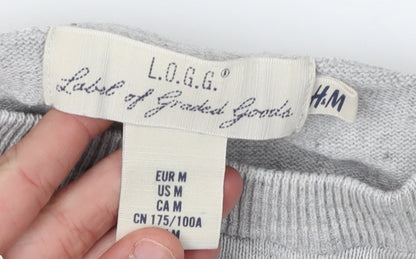 L.O.G.G.®
Label of Graded Goods
H&M
EUR M
US M
CA M
CN 175/100A
M